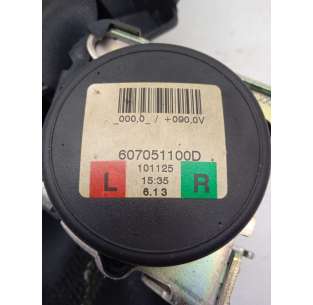 _000,0_ / +090,0V
607051100D
101125
L
15:35
R
6.13